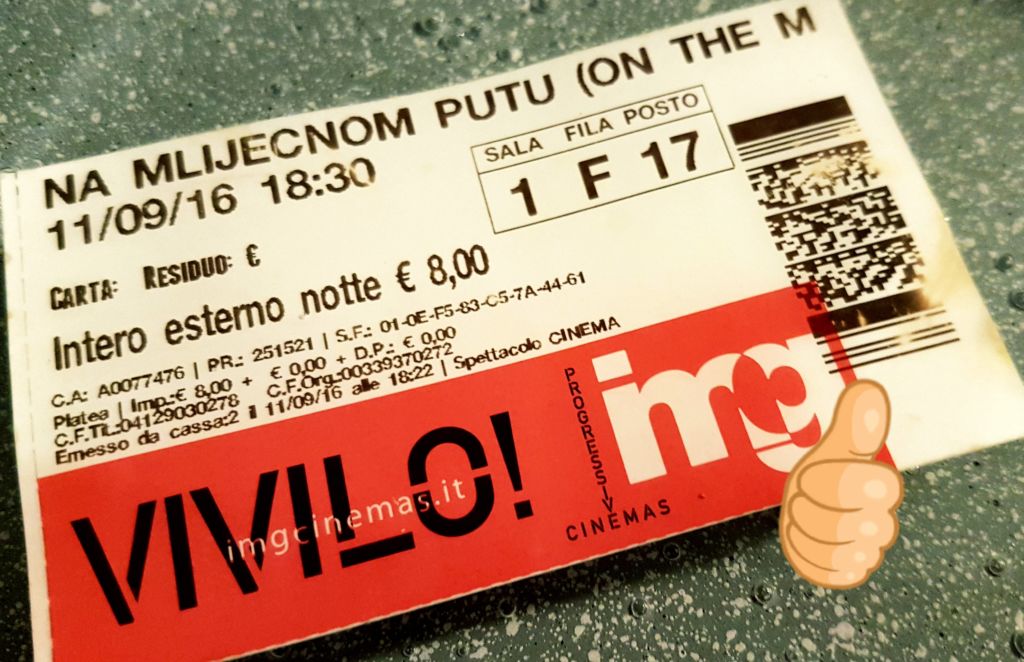 NA MLIJECNOM PUTU (ON THE M
11/09/16 18:30
SALA FILA POSTO
1 F 17
CARTA: RESIDUO: €
Intero esterno notte € 8,00
C.A: A0077476 | PR.: 251521 | S.F.: 01-0E-F5-83-C5-7A-44-61
Platea | Imp.:€ 8,00 + € 0,00 + D.P.: € 0,00
C.F.Tit.:04129030278 C.F.Org.:00339370272
Emesso da cassa:2 il 11/09/16 alle 18:22 | Spettacolo CINEMA
VIVILO!
imgcinemas.it
PROGRESSIV
img
CINEMAS